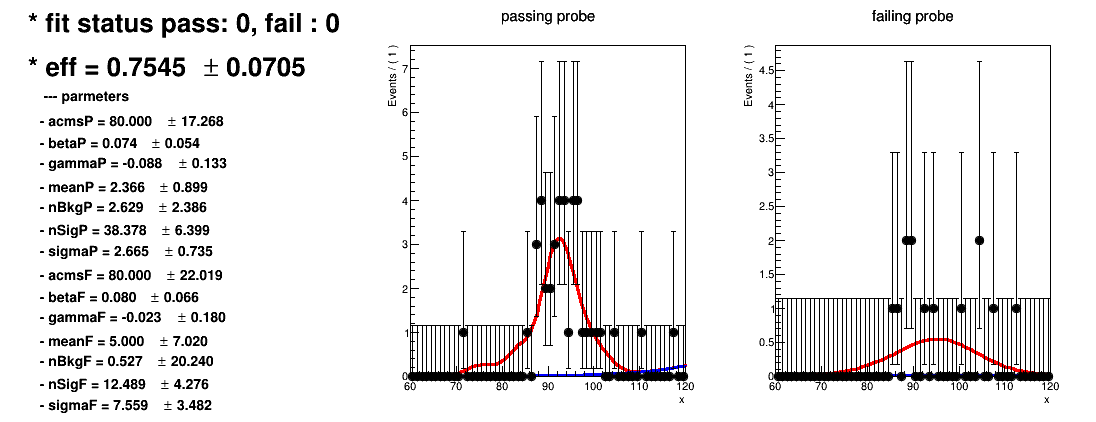 * fit status pass: 0, fail : 0
* eff = 0.7545 ± 0.0705
--- parmeters
- acmsP = 80.000 ± 17.268
- betaP = 0.074 ± 0.054
- gammaP = -0.088 ± 0.133
- meanP = 2.366 ± 0.899
- nBkgP = 2.629 ± 2.386
- nSigP = 38.378 ± 6.399
- sigmaP = 2.665 ± 0.735
- acmsF = 80.000 ± 22.019
- betaF = 0.080 ± 0.066
- gammaF = -0.023 ± 0.180
- meanF = 5.000 ± 7.020
- nBkgF = 0.527 ± 20.240
- nSigF = 12.489 ± 4.276
- sigmaF = 7.559 ± 3.482
passing probe
Events / ( 1 )
7
6
5
4
3
2
1
0
60 70 80 90 100 110 120
x
failing probe
Events / ( 1 )
4.5
4
3.5
3
2.5
2
1.5
1
0.5
0
60 70 80 90 100 110 120
x